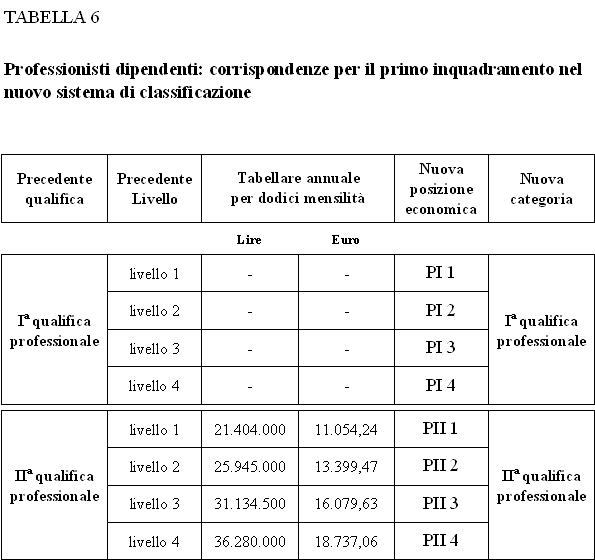 TABELLA 6
Professionisti dipendenti: corrispondenze per il primo inquadramento nel
nuovo sistema di classificazione
Precedente qualifica | Precedente Livello | Tabellare annuale per dodici mensilità | Nuova posizione economica | Nuova categoria
Lire | Euro
Iª qualifica professionale | livello 1 | - | - | PI 1 | Iª qualifica professionale
livello 2 | - | - | PI 2
livello 3 | - | - | PI 3
livello 4 | - | - | PI 4
IIª qualifica professionale | livello 1 | 21.404.000 | 11.054,24 | PII 1 | IIª qualifica professionale
livello 2 | 25.945.000 | 13.399,47 | PII 2
livello 3 | 31.134.500 | 16.079,63 | PII 3
livello 4 | 36.280.000 | 18.737,06 | PII 4